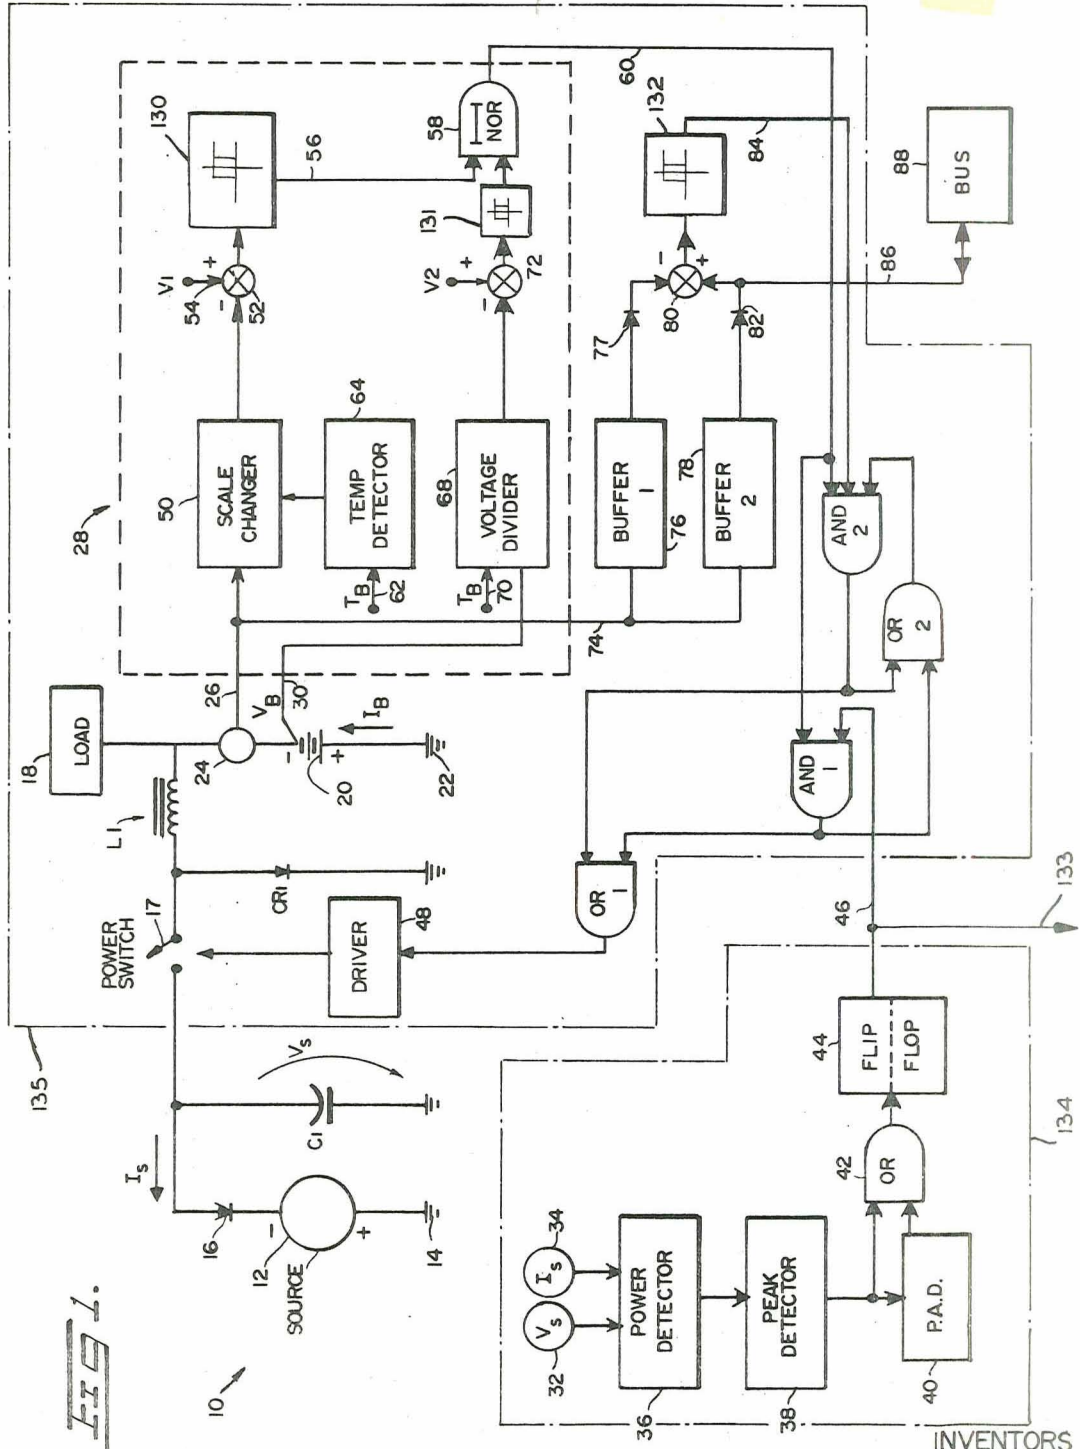 Fig 1.
10
135
Is
16
12
-
+
SOURCE
14
C1
Vs
POWER
SWITCH
17
CR1
L1
18
LOAD
24
26
VB
30
-
+
20
IB
22
DRIVER
48
28
50
SCALE
CHANGER
TB
62
TEMP
DETECTOR
64
TB
70
68
VOLTAGE
DIVIDER
V1
54
+
-
52
130
56
V2
+
-
72
131
58
NOR
60
74
BUFFER
1
76
78
BUFFER
2
77
-
+
80
82
132
84
86
88
BUS
OR
1
AND
1
AND
2
OR
2
46
133
134
32
Vs
34
Is
36
POWER
DETECTOR
38
PEAK
DETECTOR
40
P.A.D.
42
OR
44
FLIP
FLOP
INVENTORS